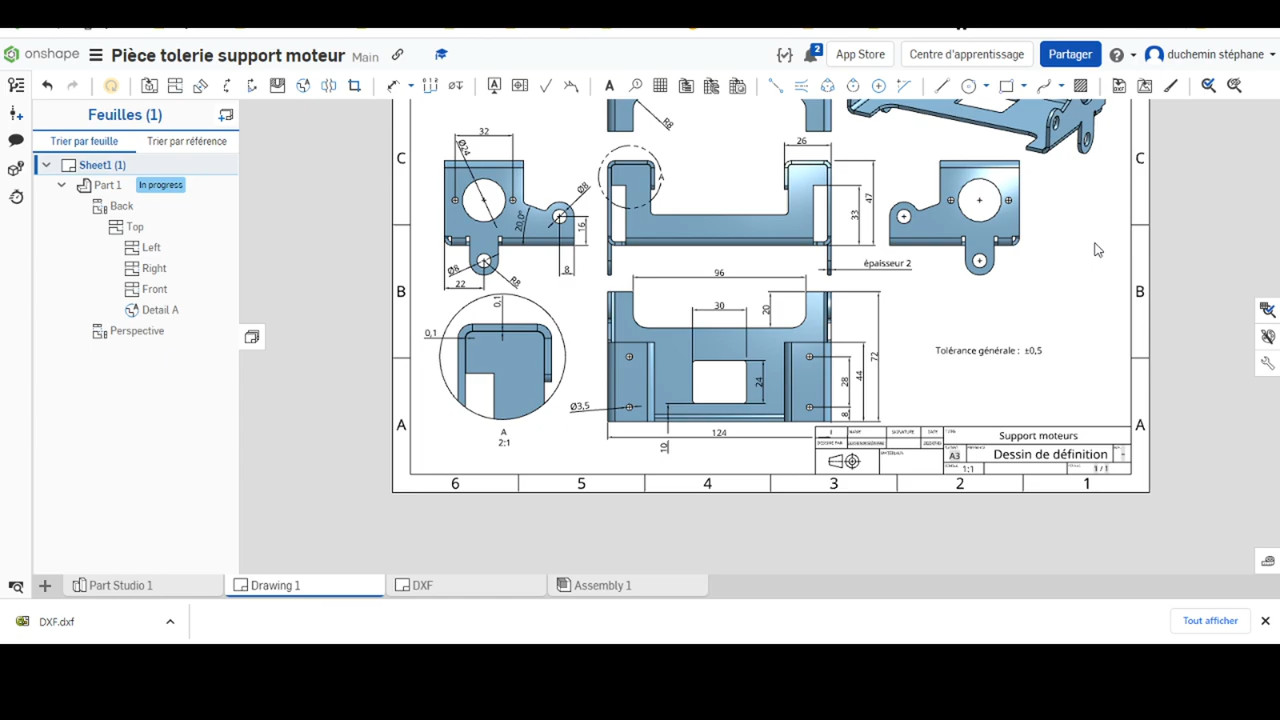 onshape Pièce tolerie support moteur Main 2 App Store Centre d'apprentissage Partager duchemin stéphane
Feuilles (1)
Trier par feuille Trier par référence
Sheet1 (1)
Part 1 In progress
Back
Top
Left
Right
Front
Detail A
Perspective
C
C
B
B
A
A
R8
32
Ø24
Ø8
20,0°
16
8
Ø8
R8
22
A
26
33
47
épaisseur 2
96
30
20
24
28
44
72
8
Ø3,5
10
124
0,1
0,1
A
2:1
Tolérance générale : ±0,5
Support moteurs
A3 Dessin de définition
1:1 1 / 1
6 5 4 3 2 1
Part Studio 1 Drawing 1 DXF Assembly 1
DXF.dxf Tout afficher